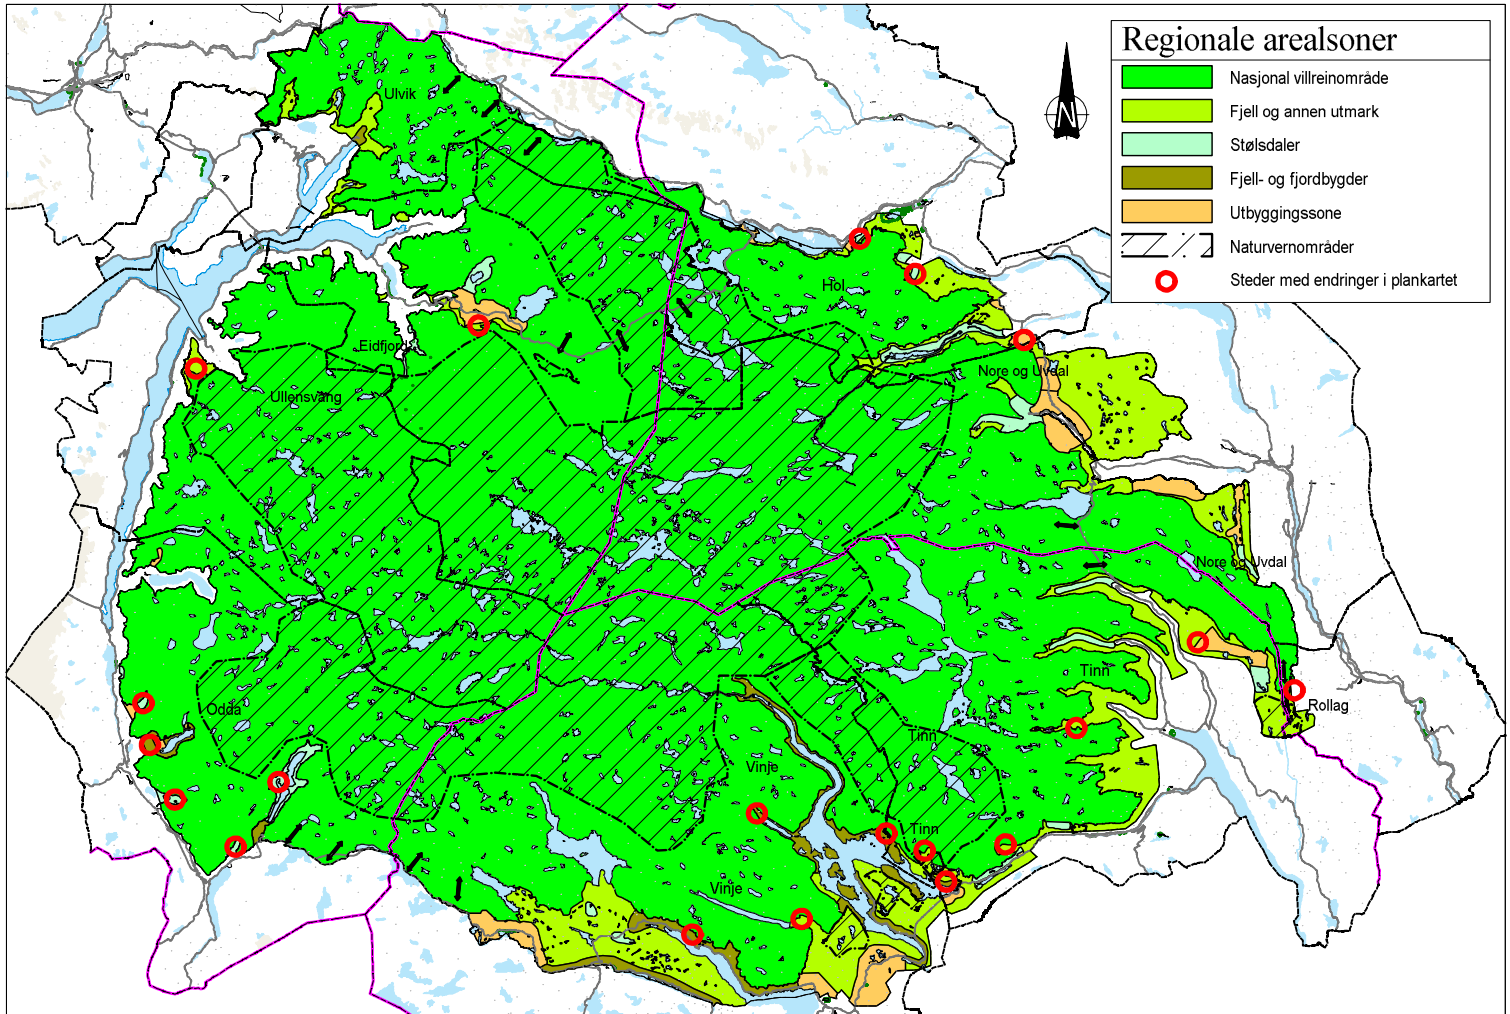 Regionale arealsoner
Nasjonal villreinområde
Fjell og annen utmark
Stølsdaler
Fjell- og fjordbygder
Utbyggingssone
Naturvernområder
Steder med endringer i plankartet
N
Ulvik
Hol
Eidfjord
Nore og Uvdal
Ullensvang
Nore og Uvdal
Tinn
Odda
Rollag
Tinn
Vinje
Tinn
Vinje